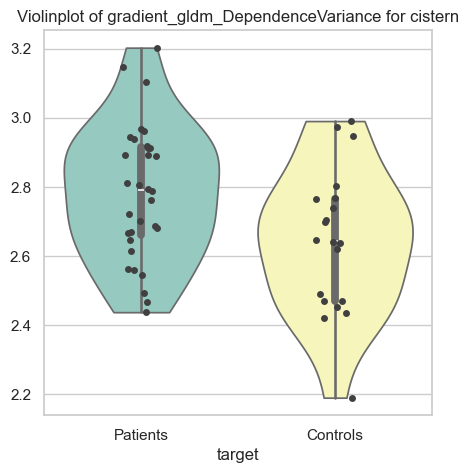 Violinplot of gradient_gldm_DependenceVariance for cistern
3.2
3.0
2.8
2.6
2.4
2.2
Patients Controls
target